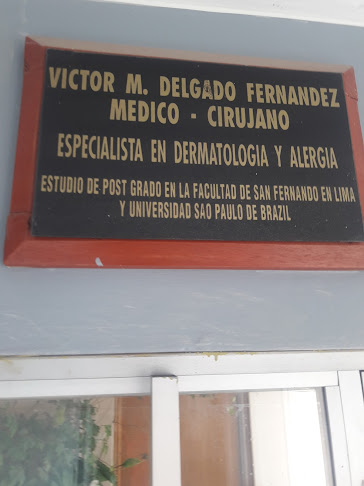 VICTOR M. DELGADO FERNANDEZ
MEDICO - CIRUJANO
ESPECIALISTA EN DERMATOLOGIA Y ALERGIA
ESTUDIO DE POST GRADO EN LA FACULTAD DE SAN FERNANDO EN LIMA
Y UNIVERSIDAD SAO PAULO DE BRAZIL